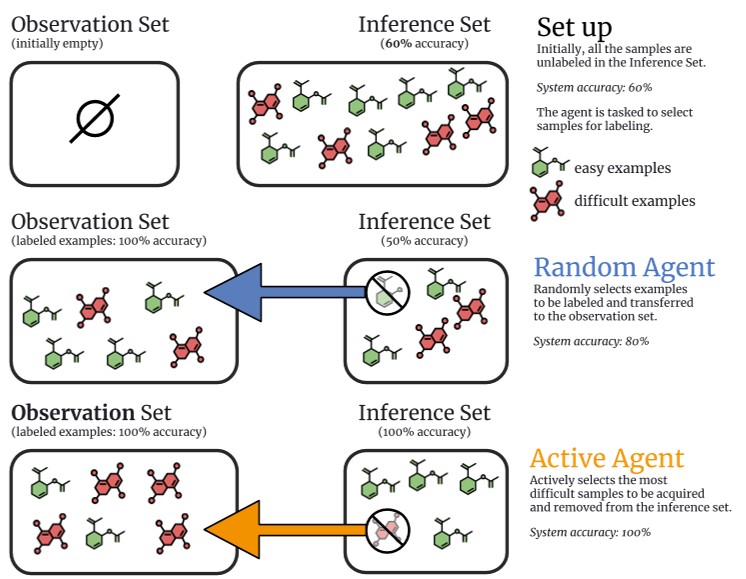 Observation Set
(initially empty)
Inference Set
(60% accuracy)
Set up
Initially, all the samples are
unlabeled in the Inference Set.
System accuracy: 60%
The agent is tasked to select
samples for labeling.
easy examples
difficult examples
Observation Set
(labeled examples: 100% accuracy)
Inference Set
(50% accuracy)
Random Agent
Randomly selects examples
to be labeled and transferred
to the observation set.
System accuracy: 80%
Observation Set
(labeled examples: 100% accuracy)
Inference Set
(100% accuracy)
Active Agent
Actively selects the most
difficult samples to be acquired
and removed from the inference set.
System accuracy: 100%